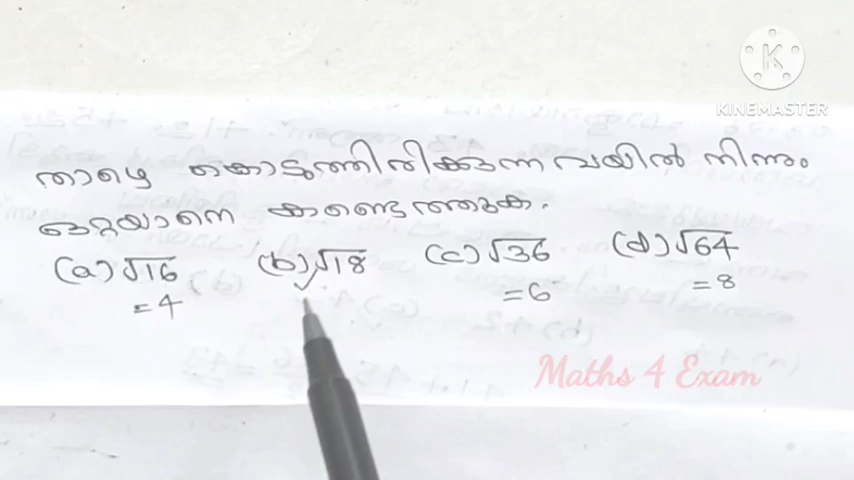 KINEMASTER
താഴെ കൊടുത്തിരിക്കുന്നവയിൽ നിന്നും
ഒറ്റയാനെ കണ്ടെത്തുക.
(a) √16 (b) √18 (c) √36 (d) √64
= 4 = 6 = 8
Maths 4 Exam